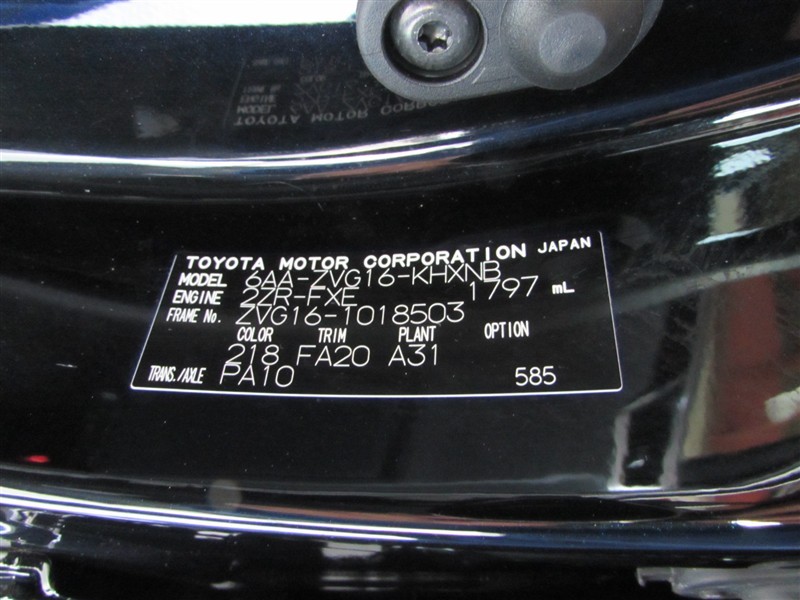 TOYOTA MOTOR CORPORATION JAPAN
MODEL 6AA-ZVG16-KHXNB
ENGINE 2ZR-FXE 1797 mL
FRAME No. ZVG16-1018503
COLOR TRIM PLANT OPTION
218 FA20 A31
TRANS./AXLE PA10 585